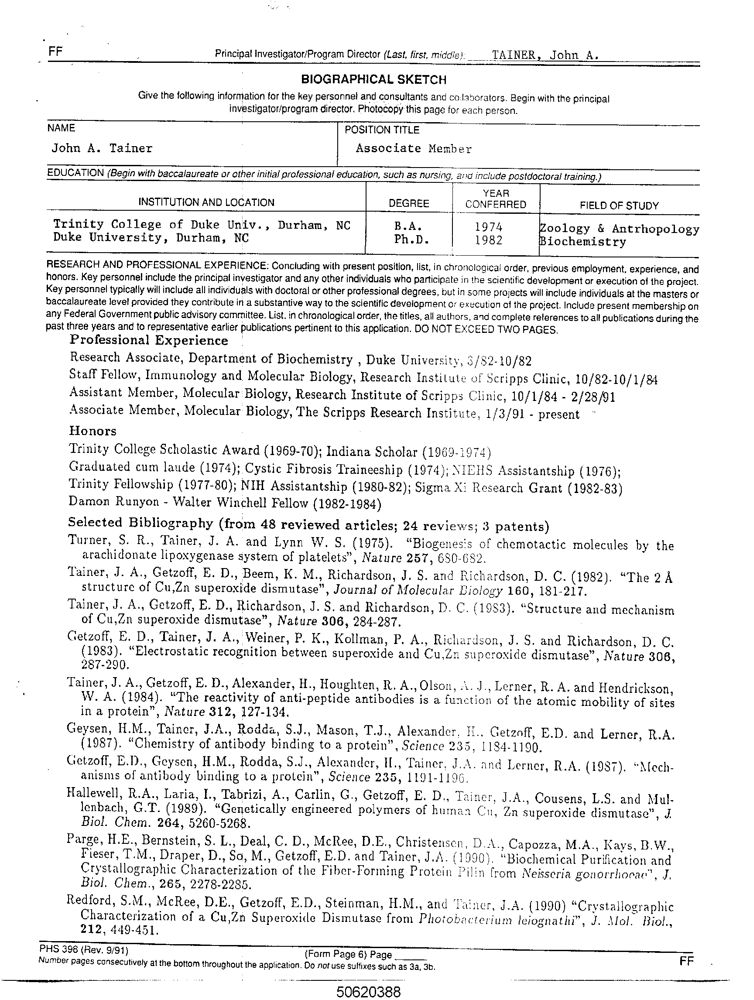 FF Principal Investigator/Program Director (Last, first, middle): TAINER, John A.
BIOGRAPHICAL SKETCH
Give the following information for the key personnel and consultants and collaborators. Begin with the principal
investigator/program director. Photocopy this page for each person.
NAME POSITION TITLE
John A. Tainer Associate Member
EDUCATION (Begin with baccalaureate or other initial professional education, such as nursing, and include postdoctoral training.)
INSTITUTION AND LOCATION DEGREE YEAR CONFERRED FIELD OF STUDY
Trinity College of Duke Univ., Durham, NC B.A. 1974 Zoology & Antrhopology
Duke University, Durham, NC Ph.D. 1982 Biochemistry
RESEARCH AND PROFESSIONAL EXPERIENCE: Concluding with present position, list, in chronological order, previous employment, experience, and
honors. Key personnel include the principal investigator and any other individuals who participate in the scientific development or execution of the project.
Key personnel typically will include all individuals with doctoral or other professional degrees, but in some projects will include individuals at the masters or
baccalaureate level provided they contribute in a substantive way to the scientific development or execution of the project. Include present membership on
any Federal Government public advisory committee. List, in chronological order, the titles, all authors, and complete references to all publications during the
past three years and to representative earlier publications pertinent to this application. DO NOT EXCEED TWO PAGES.
Professional Experience
Research Associate, Department of Biochemistry , Duke University, 3/82-10/82
Staff Fellow, Immunology and Molecular Biology, Research Institute of Scripps Clinic, 10/82-10/1/84
Assistant Member, Molecular Biology, Research Institute of Scripps Clinic, 10/1/84 - 2/28/91
Associate Member, Molecular Biology, The Scripps Research Institute, 1/3/91 - present
Honors
Trinity College Scholastic Award (1969-70); Indiana Scholar (1969-1974)
Graduated cum laude (1974); Cystic Fibrosis Traineeship (1974); NIEHS Assistantship (1976);
Trinity Fellowship (1977-80); NIH Assistantship (1980-82); Sigma Xi Research Grant (1982-83)
Damon Runyon - Walter Winchell Fellow (1982-1984)
Selected Bibliography (from 48 reviewed articles; 24 reviews; 3 patents)
Turner, S. R., Tainer, J. A. and Lynn W. S. (1975). "Biogenesis of chemotactic molecules by the
arachidonate lipoxygenase system of platelets", Nature 257, 680-682.
Tainer, J. A., Getzoff, E. D., Beem, K. M., Richardson, J. S. and Richardson, D. C. (1982). "The 2 Å
structure of Cu,Zn superoxide dismutase", Journal of Molecular Biology 160, 181-217.
Tainer, J. A., Getzoff, E. D., Richardson, J. S. and Richardson, D. C. (1983). "Structure and mechanism
of Cu,Zn superoxide dismutase", Nature 306, 284-287.
Getzoff, E. D., Tainer, J. A., Weiner, P. K., Kollman, P. A., Richardson, J. S. and Richardson, D. C.
(1983). "Electrostatic recognition between superoxide and Cu,Zn superoxide dismutase", Nature 306,
287-290.
Tainer, J. A., Getzoff, E. D., Alexander, H., Houghten, R. A., Olson, A. J., Lerner, R. A. and Hendrickson,
W. A. (1984). "The reactivity of anti-peptide antibodies is a function of the atomic mobility of sites
in a protein", Nature 312, 127-134.
Geysen, H.M., Tainer, J.A., Rodda, S.J., Mason, T.J., Alexander, H., Getzoff, E.D. and Lerner, R.A.
(1987). "Chemistry of antibody binding to a protein", Science 235, 1184-1190.
Getzoff, E.D., Geysen, H.M., Rodda, S.J., Alexander, H., Tainer, J.A. and Lerner, R.A. (1987). "Mech-
anisms of antibody binding to a protein", Science 235, 1191-1196.
Hallewell, R.A., Laria, I., Tabrizi, A., Carlin, G., Getzoff, E. D., Tainer, J.A., Cousens, L.S. and Mul-
lenbach, G.T. (1989). "Genetically engineered polymers of human Cu, Zn superoxide dismutase", J.
Biol. Chem. 264, 5260-5268.
Parge, H.E., Bernstein, S. L., Deal, C. D., McRee, D.E., Christensen, D.A., Capozza, M.A., Kays, B.W.,
Fieser, T.M., Draper, D., So, M., Getzoff, E.D. and Tainer, J.A. (1990). "Biochemical Purification and
Crystallographic Characterization of the Fiber-Forming Protein Pilin from Neisseria gonorrhoeae", J.
Biol. Chem., 265, 2278-2285.
Redford, S.M., McRee, D.E., Getzoff, E.D., Steinman, H.M., and Tainer, J.A. (1990) "Crystallographic
Characterization of a Cu,Zn Superoxide Dismutase from Photobacterium leiognathi", J. Mol. Biol.,
212, 449-451.
PHS 398 (Rev. 9/91) (Form Page 6) Page FF
Number pages consecutively at the bottom throughout the application. Do not use suffixes such as 3a, 3b.
50620388